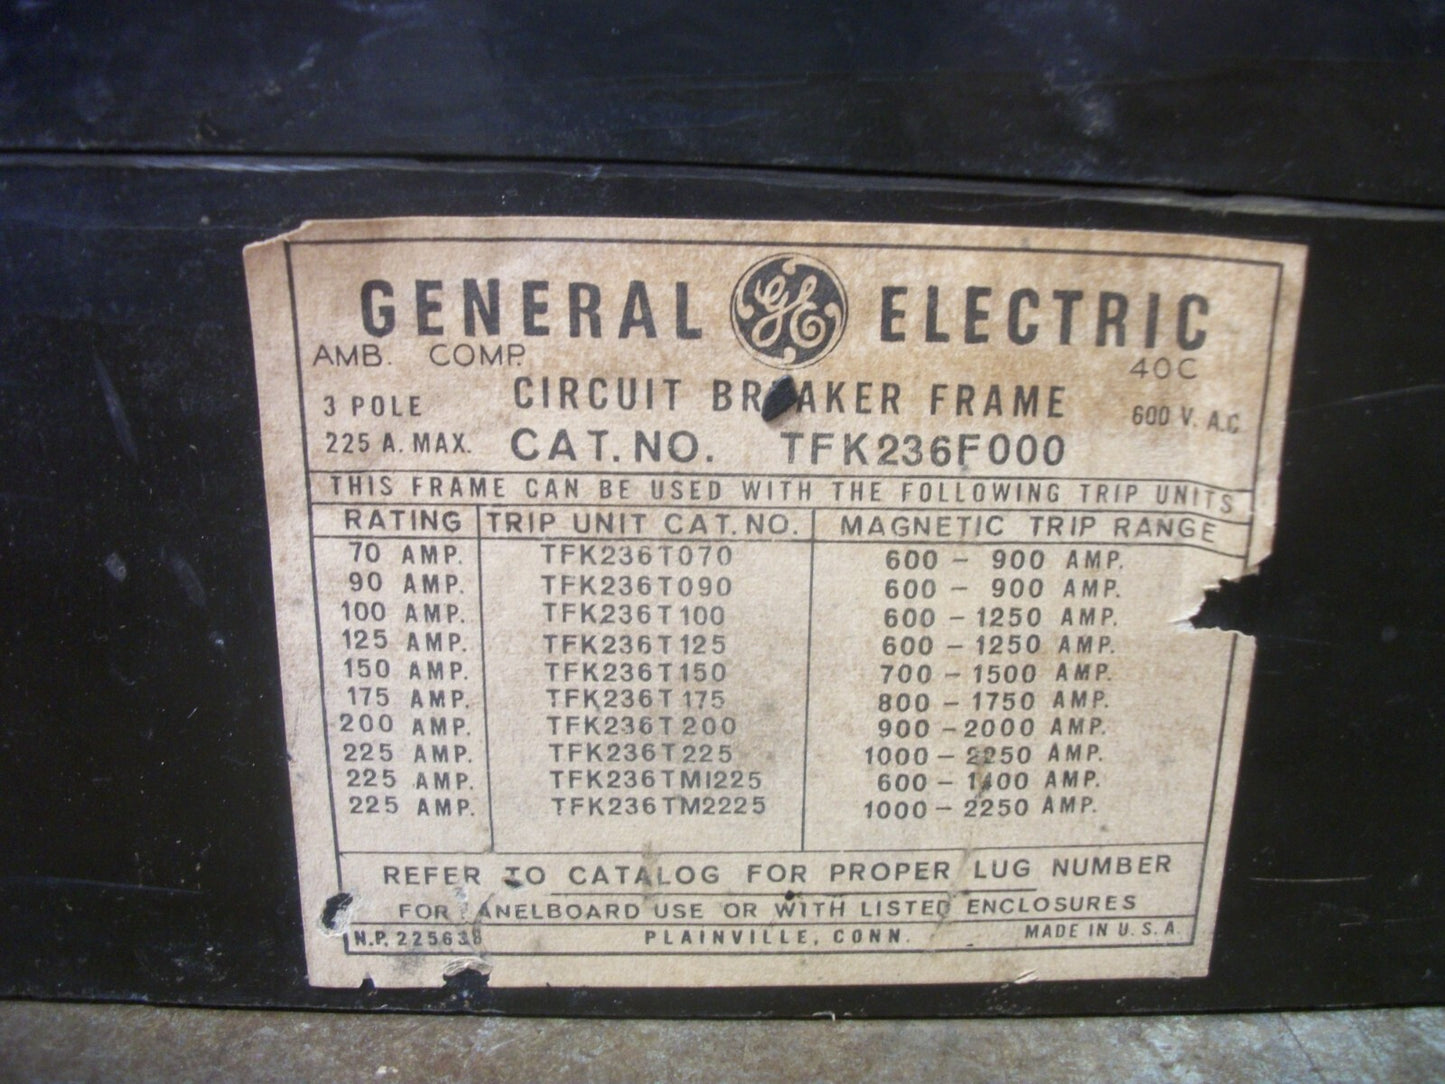 GENERAL GE ELECTRIC
AMB. COMP. 40C
3 POLE CIRCUIT BREAKER FRAME 600 V. A.C.
225 A. MAX. CAT. NO. TFK236F000
THIS FRAME CAN BE USED WITH THE FOLLOWING TRIP UNITS
RATING TRIP UNIT CAT. NO. MAGNETIC TRIP RANGE
70 AMP. TFK236T070 600 - 900 AMP.
90 AMP. TFK236T090 600 - 900 AMP.
100 AMP. TFK236T100 600 - 1250 AMP.
125 AMP. TFK236T125 600 - 1250 AMP.
150 AMP. TFK236T150 700 - 1500 AMP.
175 AMP. TFK236T175 800 - 1750 AMP.
200 AMP. TFK236T200 900 - 2000 AMP.
225 AMP. TFK236T225 1000 - 2250 AMP.
225 AMP. TFK236TM1225 600 - 1400 AMP.
225 AMP. TFK236TM2225 1000 - 2250 AMP.
REFER TO CATALOG FOR PROPER LUG NUMBER
FOR PANELBOARD USE OR WITH LISTED ENCLOSURES
N.P. 225638 PLAINVILLE, CONN. MADE IN U.S.A.